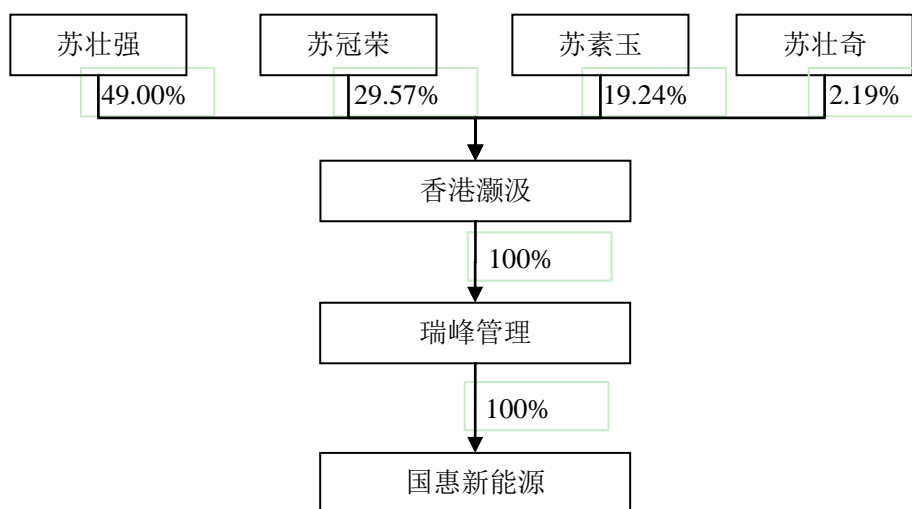 苏壮强 苏冠荣 苏素玉 苏壮奇
49.00% 29.57% 19.24% 2.19%
香港灏汲
100%
瑞峰管理
100%
国惠新能源